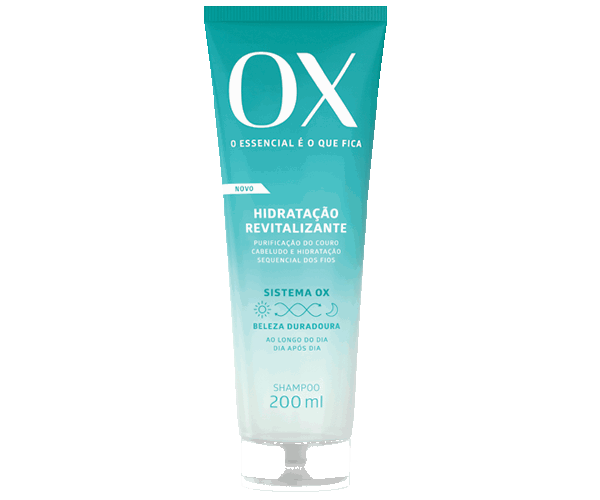 OX
O ESSENCIAL É O QUE FICA
NOVO
HIDRATAÇÃO
REVITALIZANTE
PURIFICAÇÃO DO COURO
CABELUDO E HIDRATAÇÃO
SEQUENCIAL DOS FIOS
SISTEMA OX
BELEZA DURADOURA
AO LONGO DO DIA
DIA APÓS DIA
SHAMPOO
200 ml